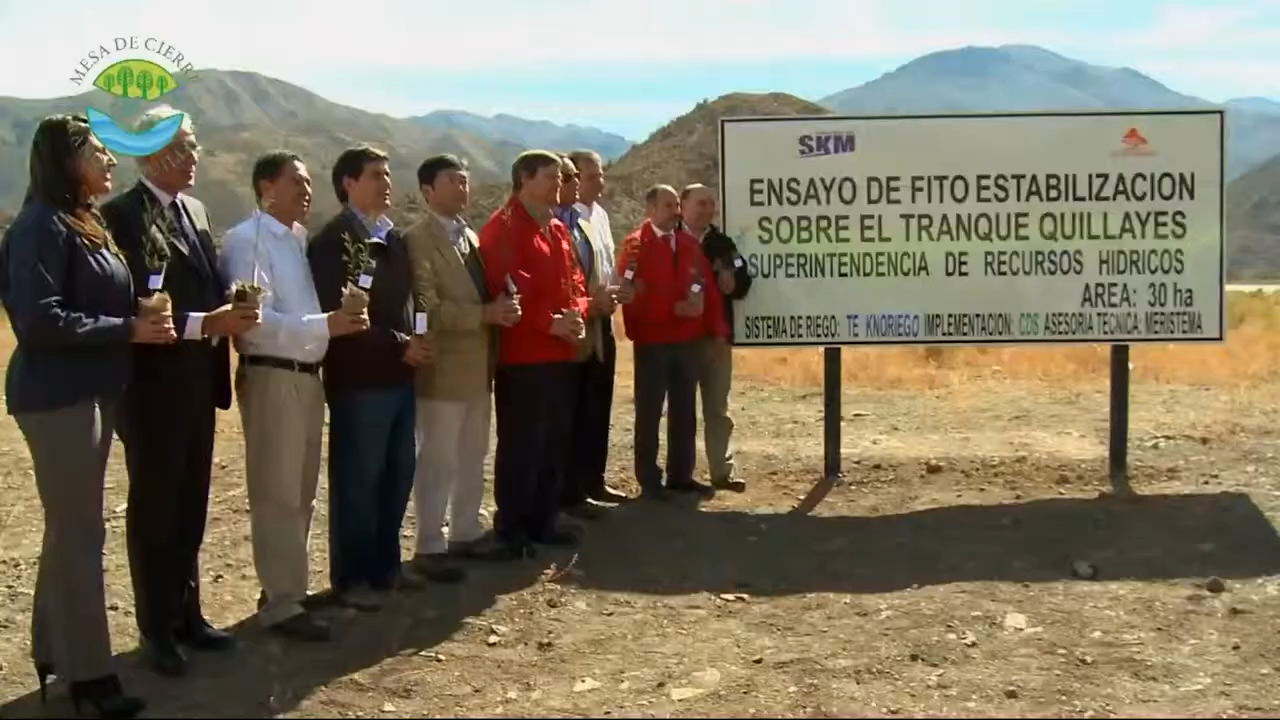 MESA DE CIERRE
SKM
ENSAYO DE FITO ESTABILIZACION
SOBRE EL TRANQUE QUILLAYES
SUPERINTENDENCIA DE RECURSOS HIDRICOS
AREA: 30 ha
SISTEMA DE RIEGO: TE KNORIEGO IMPLEMENTACION: CDS ASESORIA TECNICA: MERISTEMA